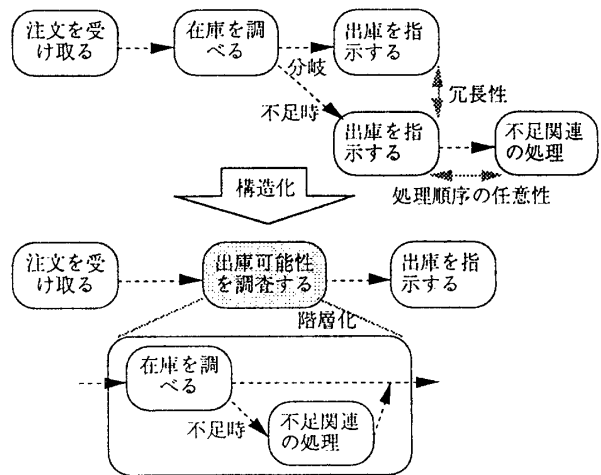 注文を受
け取る
在庫を調
べる
出庫を指
示する
分岐
不足時
冗長性
出庫を指
示する
不足関連
の処理
処理順序の任意性
構造化
注文を受
け取る
出庫可能性
を調査する
出庫を指
示する
階層化
在庫を調
べる
不足時
不足関連
の処理